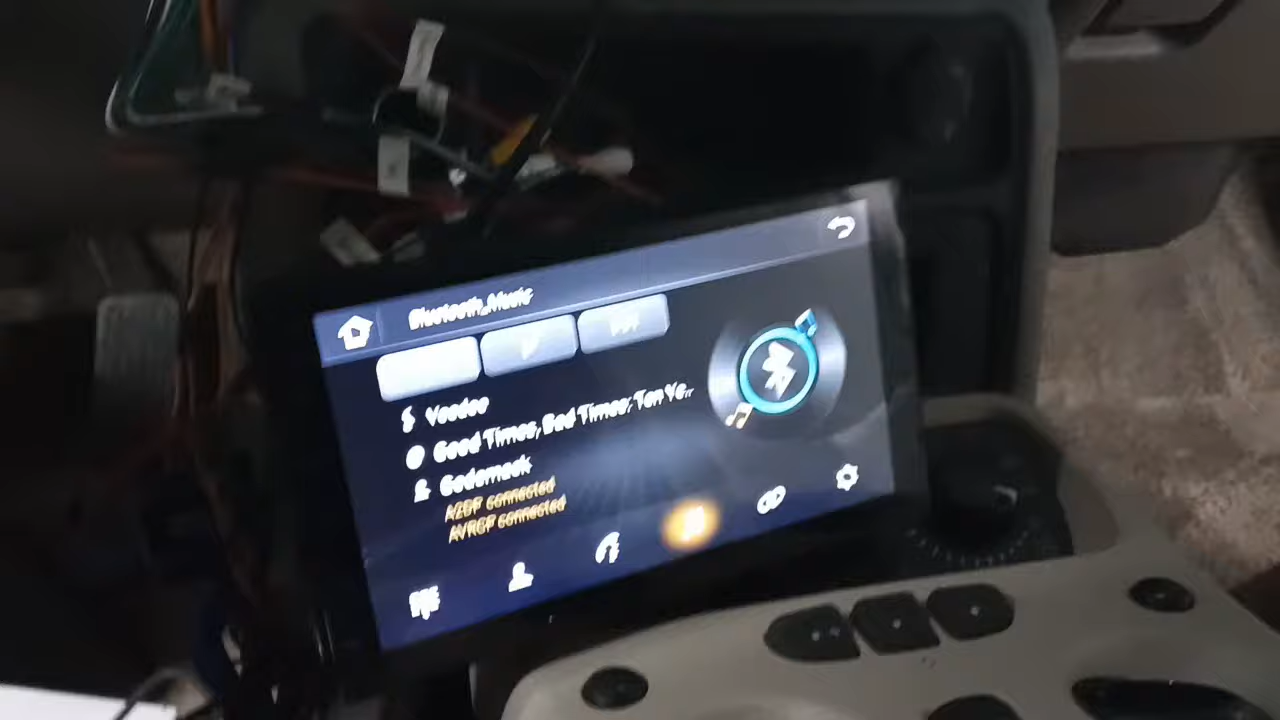 Bluetooth_Music
Voodoo
Good Times, Bad Times: Ten Ye..
Godsmack
A2DP connected
AVRCP connected